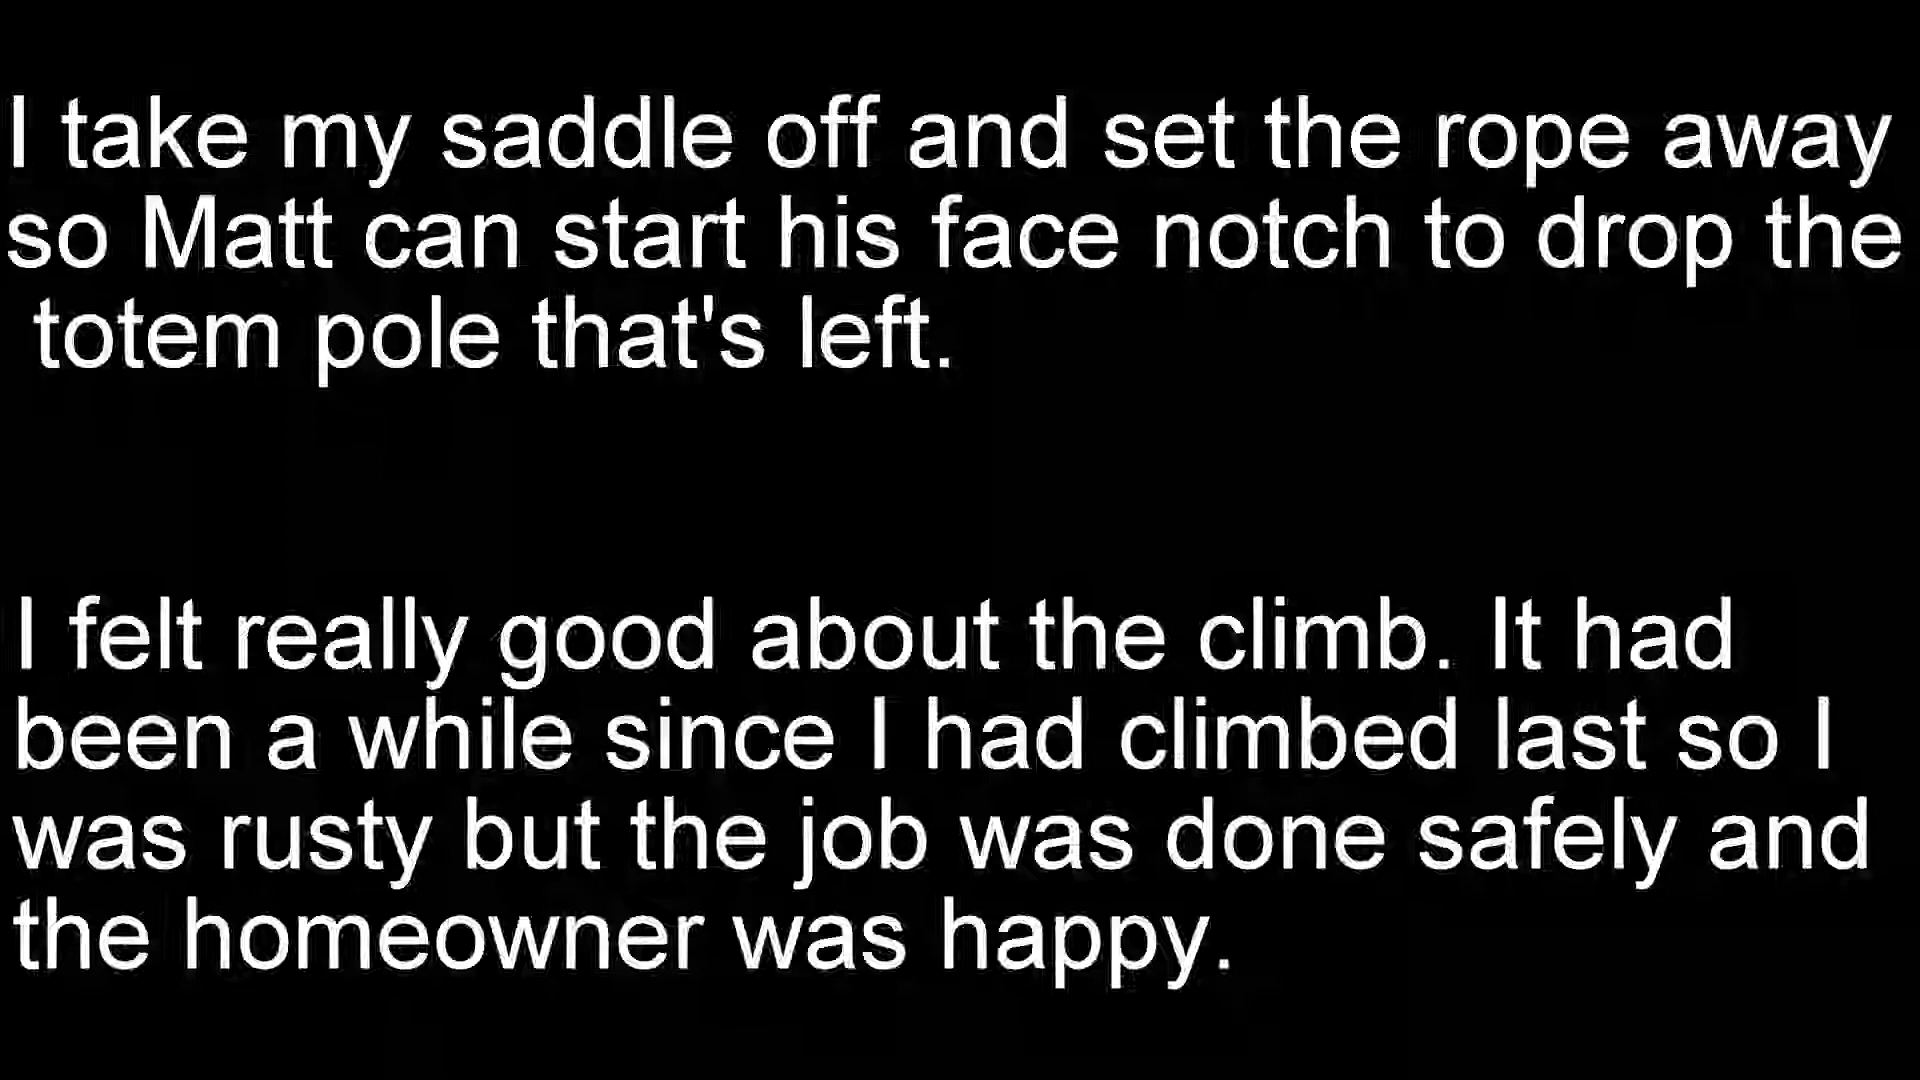 I take my saddle off and set the rope away
so Matt can start his face notch to drop the
totem pole that's left.
I felt really good about the climb. It had
been a while since I had climbed last so I
was rusty but the job was done safely and
the homeowner was happy.